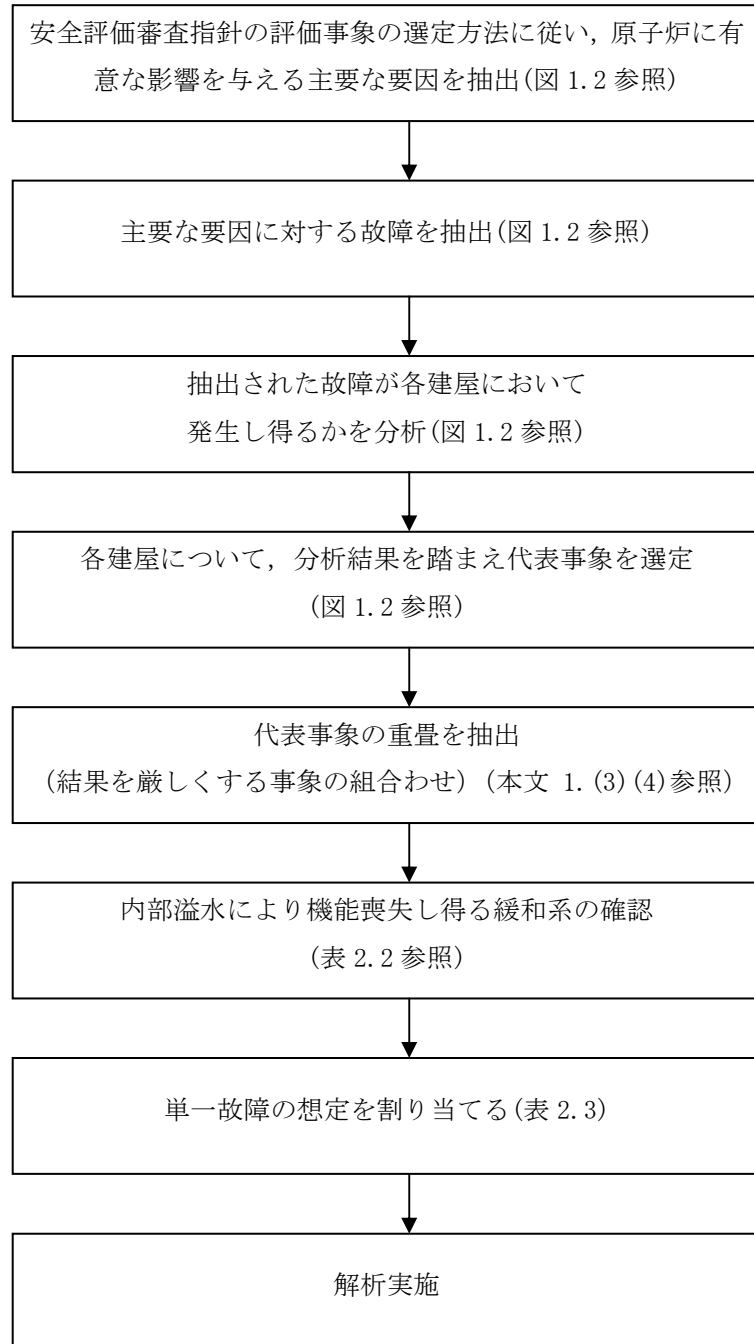 安全評価審査指針の評価事象の選定方法に従い,原子炉に有
意な影響を与える主要な要因を抽出(図 1.2 参照)
主要な要因に対する故障を抽出(図 1.2 参照)
抽出された故障が各建屋において
発生し得るかを分析(図 1.2 参照)
各建屋について,分析結果を踏まえ代表事象を選定
(図 1.2 参照)
代表事象の重畳を抽出
(結果を厳しくする事象の組合わせ) (本文 1.(3)(4)参照)
内部溢水により機能喪失し得る緩和系の確認
(表 2.2 参照)
単一故障の想定を割り当てる(表 2.3)
解析実施